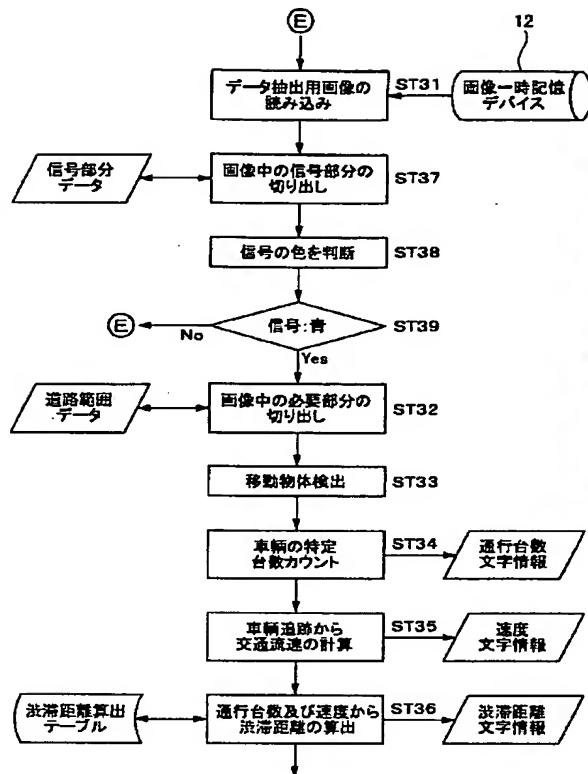 E
12
データ抽出用画像の
読み込み
ST31
画像一時記憶
デバイス
信号部分
データ
画像中の信号部分の
切り出し
ST37
信号の色を判断
ST38
E
No
信号:青
ST39
Yes
道路範囲
データ
画像中の必要部分の
切り出し
ST32
移動物体検出
ST33
車輌の特定
台数カウント
ST34
通行台数
文字情報
車輌追跡から
交通流速の計算
ST35
速度
文字情報
渋滞距離算出
テーブル
通行台数及び速度から
渋滞距離の算出
ST36
渋滞距離
文字情報